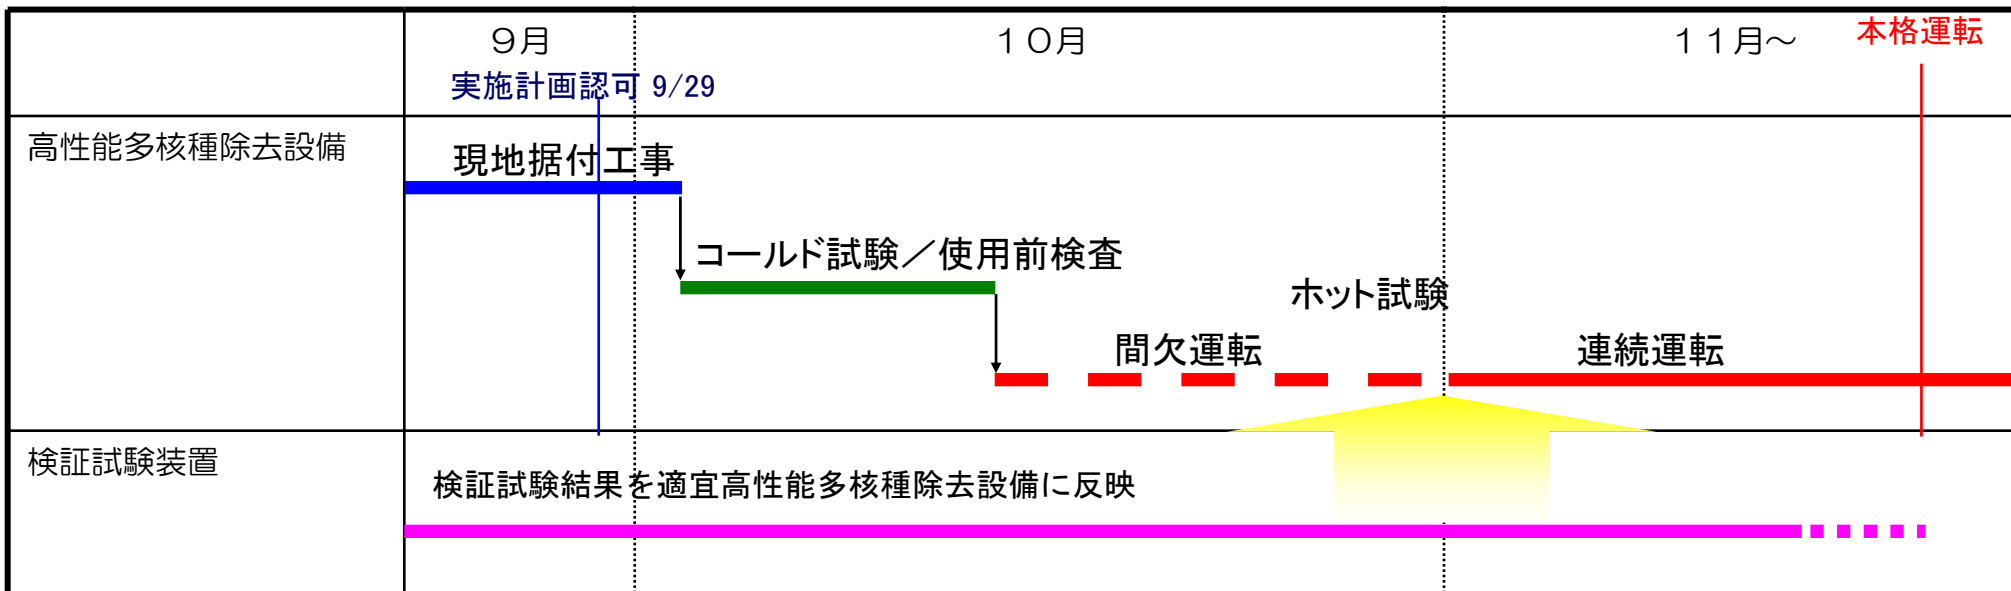 ９月
１０月
１１月～
本格運転
実施計画認可 9/29
高性能多核種除去設備
現地据付工事
コールド試験／使用前検査
ホット試験
間欠運転
連続運転
検証試験装置
検証試験結果を適宜高性能多核種除去設備に反映